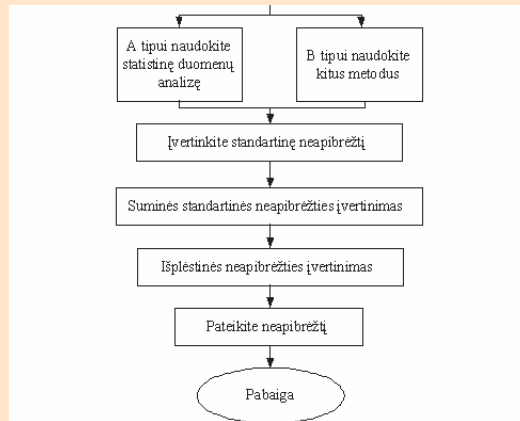 A tipui naudokite
statistinę duomenų
analizę
B tipui naudokite
kitus metodus
Įvertinkite standartinę neapibrėžtį
Suminės standartinės neapibrėžties įvertinimas
Išplėstinės neapibrėžties įvertinimas
Pateikite neapibrėžtį
Pabaiga